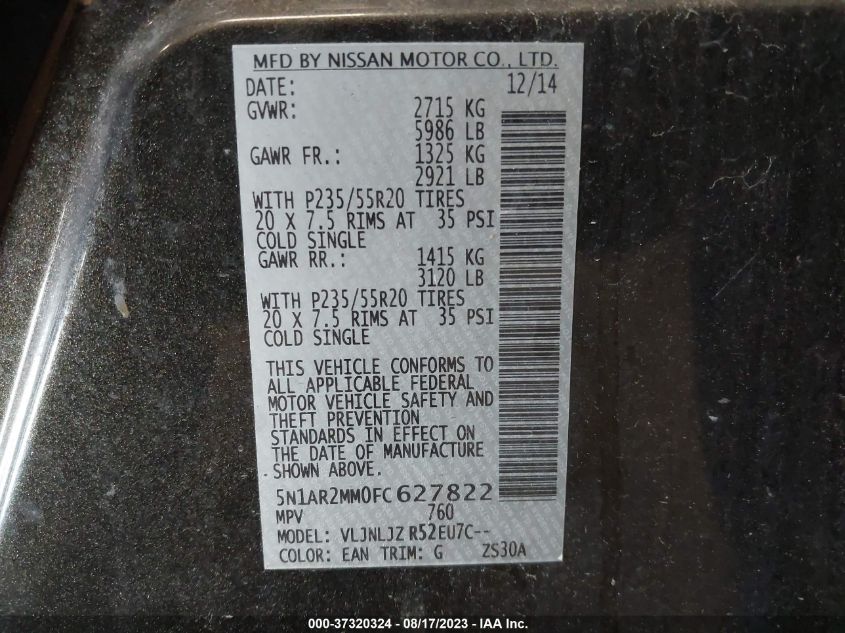 MFD BY NISSAN MOTOR CO., LTD.
DATE: 12/14
GVWR: 2715 KG
5986 LB
GAWR FR.: 1325 KG
2921 LB
WITH P235/55R20 TIRES
20 X 7.5 RIMS AT 35 PSI
COLD SINGLE
GAWR RR.: 1415 KG
3120 LB
WITH P235/55R20 TIRES
20 X 7.5 RIMS AT 35 PSI
COLD SINGLE
THIS VEHICLE CONFORMS TO
ALL APPLICABLE FEDERAL
MOTOR VEHICLE SAFETY AND
THEFT PREVENTION
STANDARDS IN EFFECT ON
THE DATE OF MANUFACTURE
SHOWN ABOVE.
5N1AR2MM0FC627822
MPV 760
MODEL: VLJNLJZ R52EU7C--
COLOR: EAN TRIM: G ZS30A
000-37320324 - 08/17/2023 - IAA Inc.